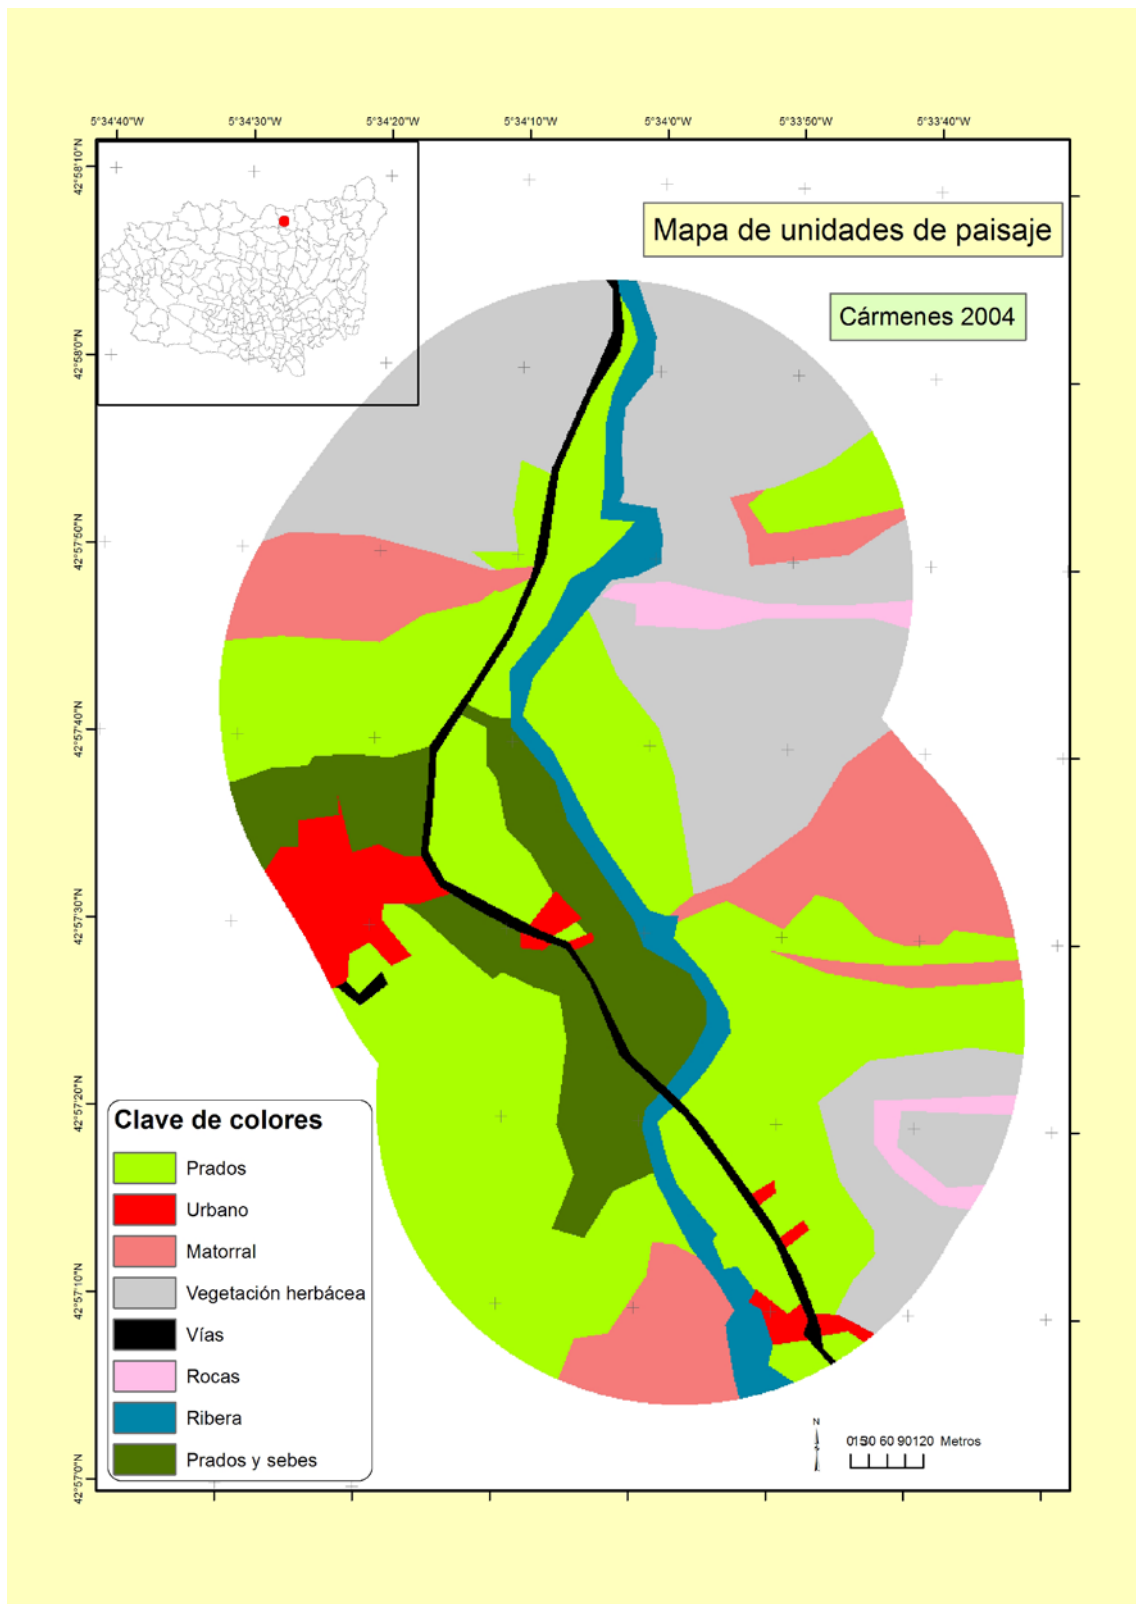 5°34'40"W 5°34'30"W 5°34'20"W 5°34'10"W 5°34'0"W 5°33'50"W 5°33'40"W
42°58'10"N
Mapa de unidades de paisaje
Cármenes 2004
42°58'0"N
42°57'50"N
42°57'40"N
42°57'30"N
42°57'20"N
42°57'10"N
42°57'0"N
Clave de colores
Prados
Urbano
Matorral
Vegetación herbácea
Vías
Rocas
Ribera
Prados y sebes
N
01530 60 90120 Metros